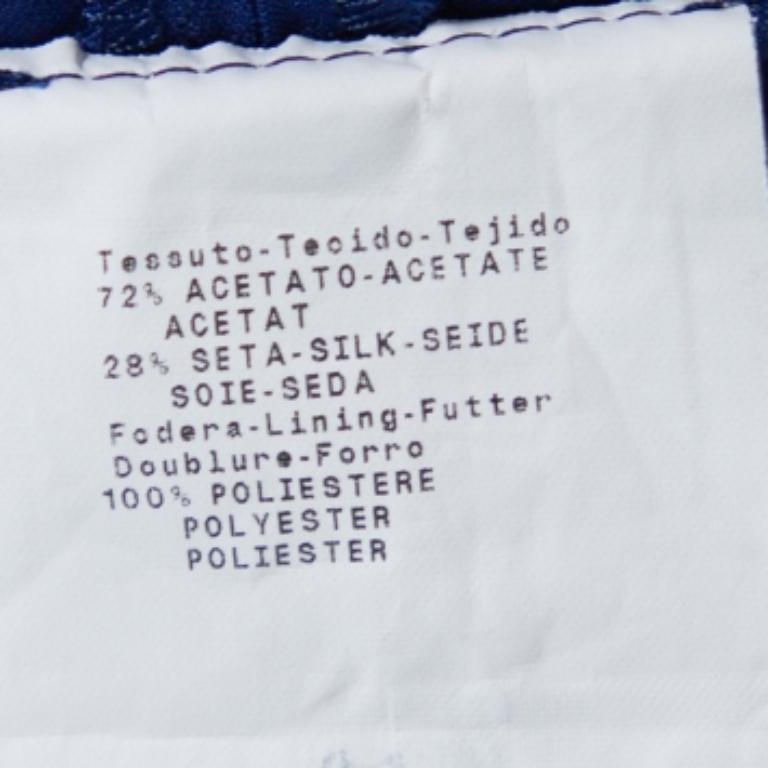 Tessuto-Tecido-Tejido
72% ACETATO-ACETATE
ACETAT
28% SETA-SILK-SEIDE
SOIE-SEDA
Fodera-Lining-Futter
Doublure-Forro
100% POLIESTERE
POLYESTER
POLIESTER